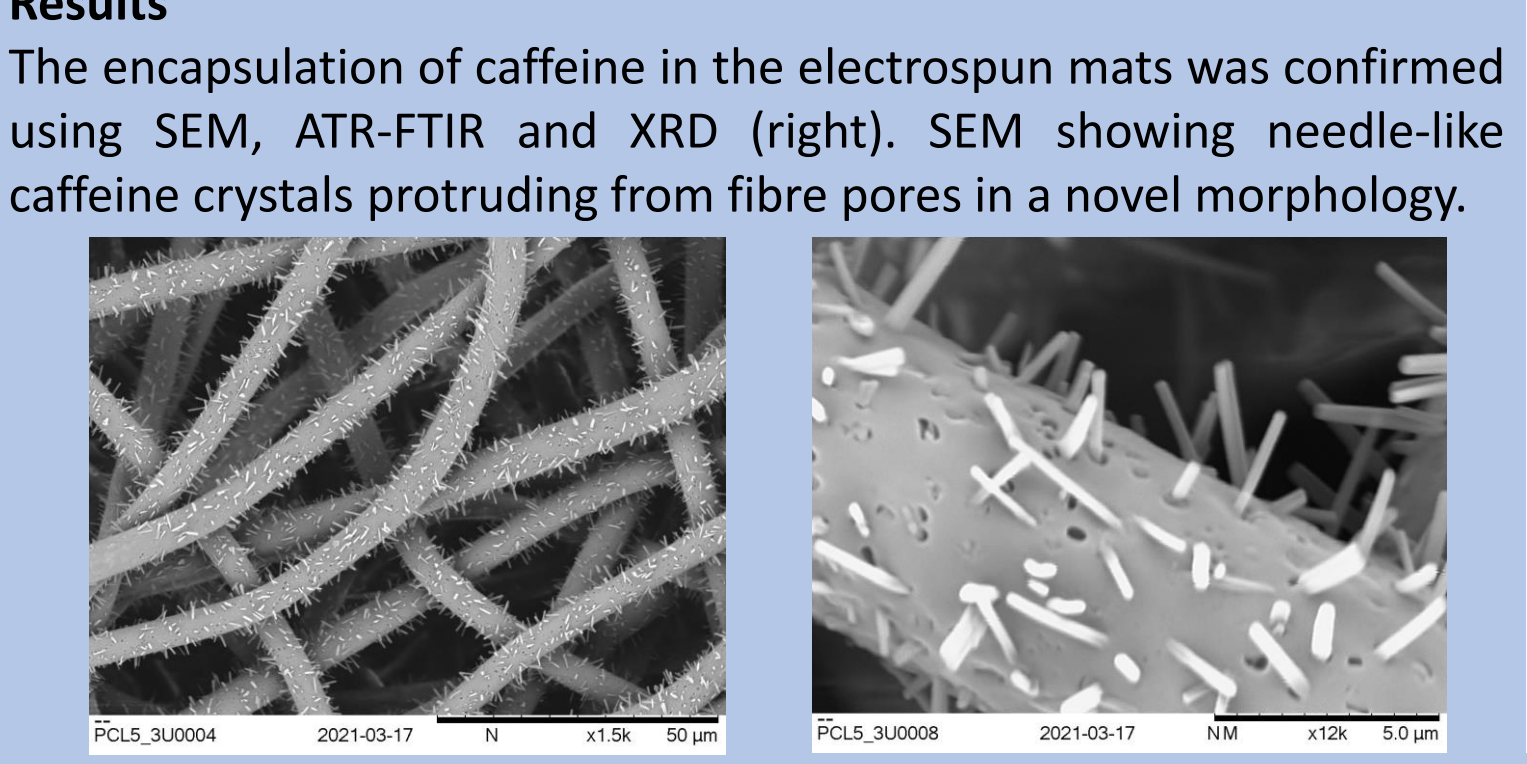 Results
The encapsulation of caffeine in the electrospun mats was confirmed
using SEM, ATR-FTIR and XRD (right). SEM showing needle-like
caffeine crystals protruding from fibre pores in a novel morphology.
PCL5_3U0004 2021-03-17 N x1.5k 50 µm
PCL5_3U0008 2021-03-17 NM x12k 5.0 µm